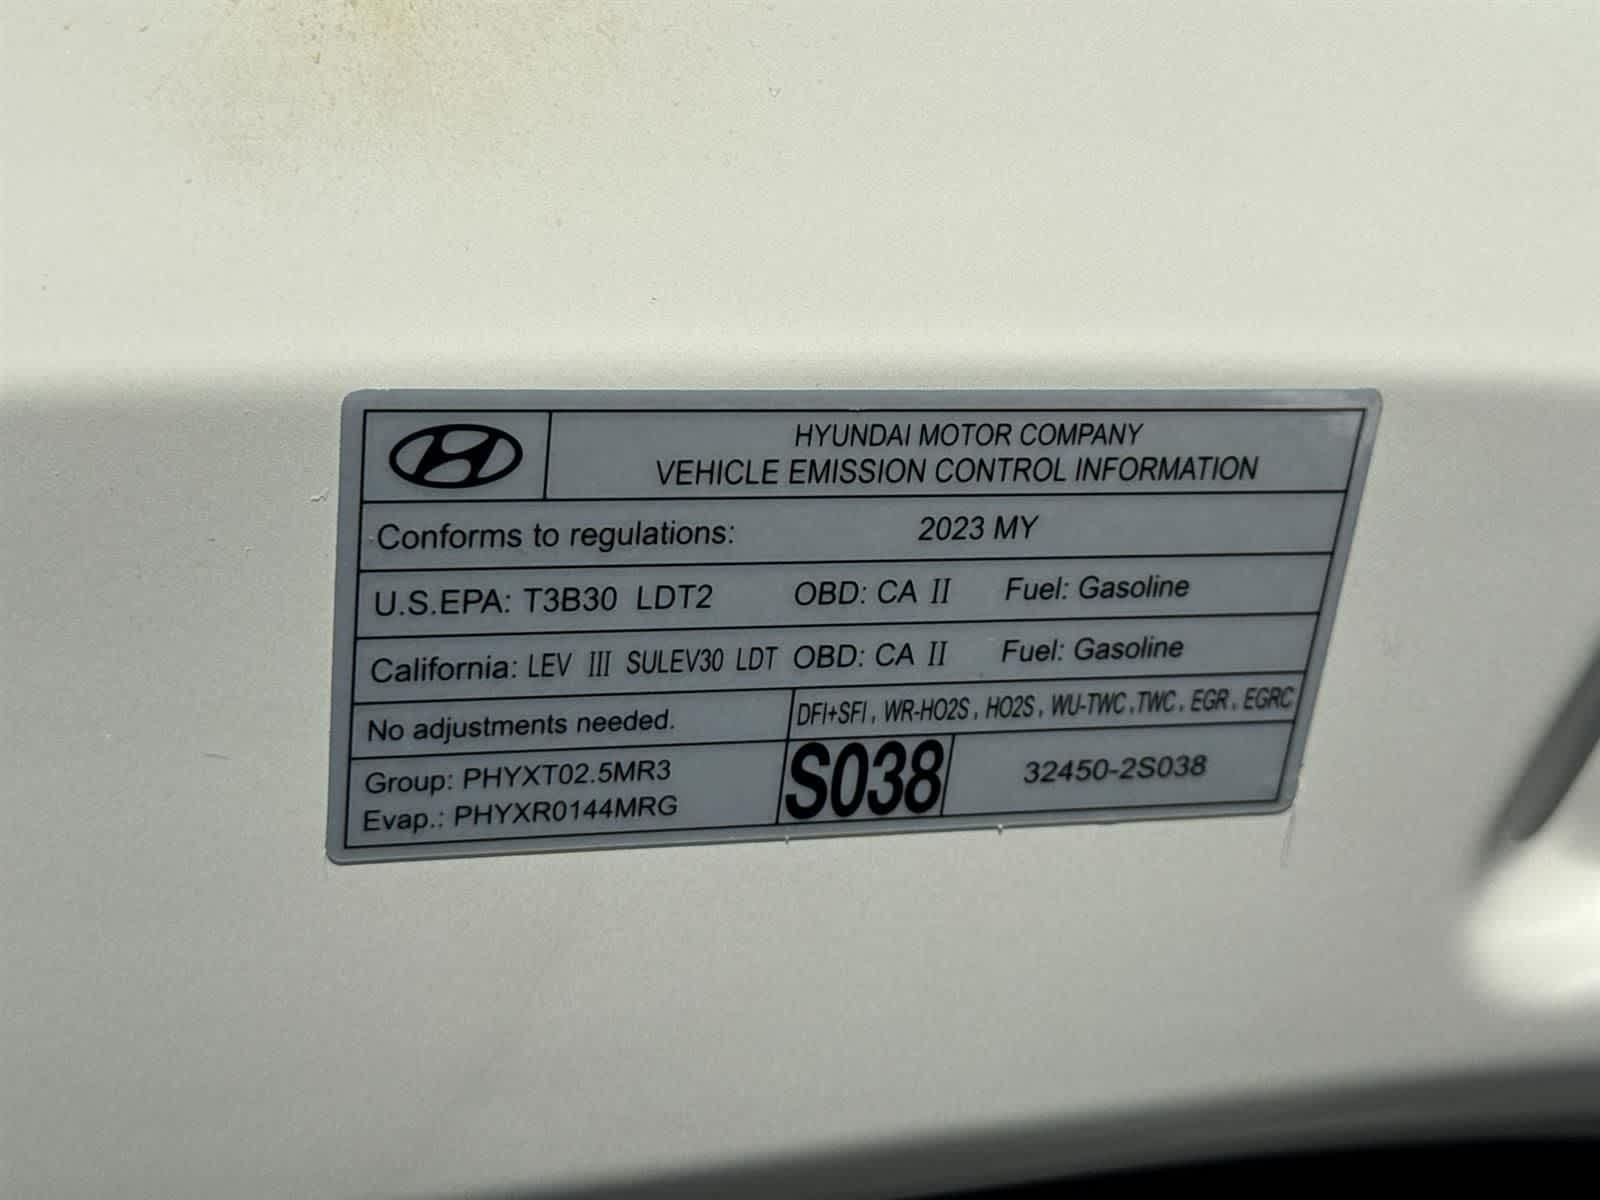 HYUNDAI MOTOR COMPANY
VEHICLE EMISSION CONTROL INFORMATION
Conforms to regulations: 2023 MY
U.S.EPA: T3B30 LDT2 OBD: CA II Fuel: Gasoline
California: LEV III SULEV30 LDT OBD: CA II Fuel: Gasoline
No adjustments needed. DFI+SFI, WR-HO2S, HO2S, WU-TWC, TWC, EGR, EGRC
Group: PHYXT02.5MR3
Evap.: PHYXR0144MRG
S038
32450-2S038